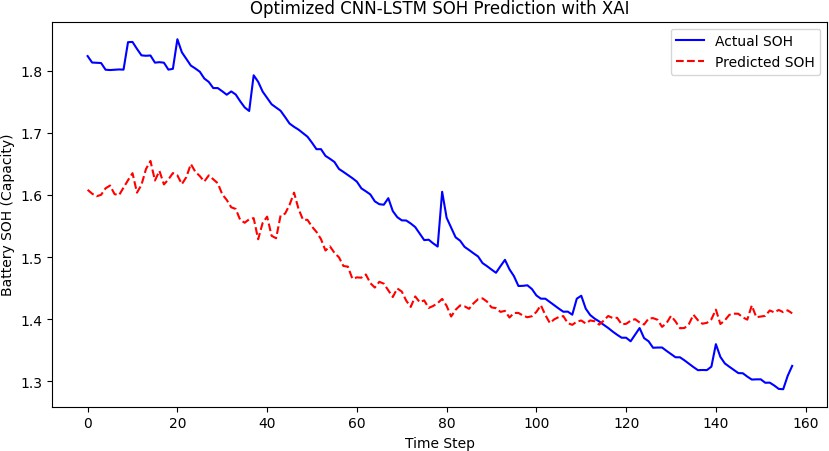 Optimized CNN-LSTM SOH Prediction with XAI
Actual SOH
Predicted SOH
Battery SOH (Capacity)
1.8
1.7
1.6
1.5
1.4
1.3
0 20 40 60 80 100 120 140 160
Time Step